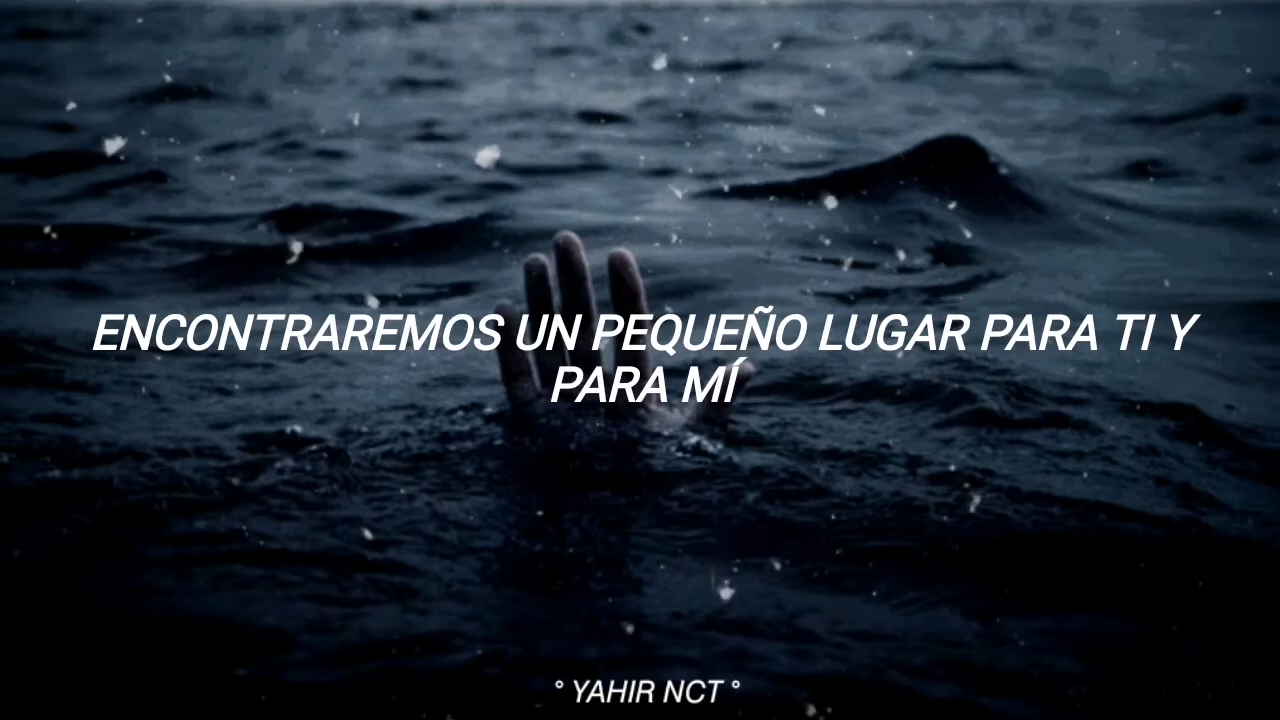 ENCONTRAREMOS UN PEQUEÑO LUGAR PARA TI Y
PARA MÍ
° YAHIR NCT °